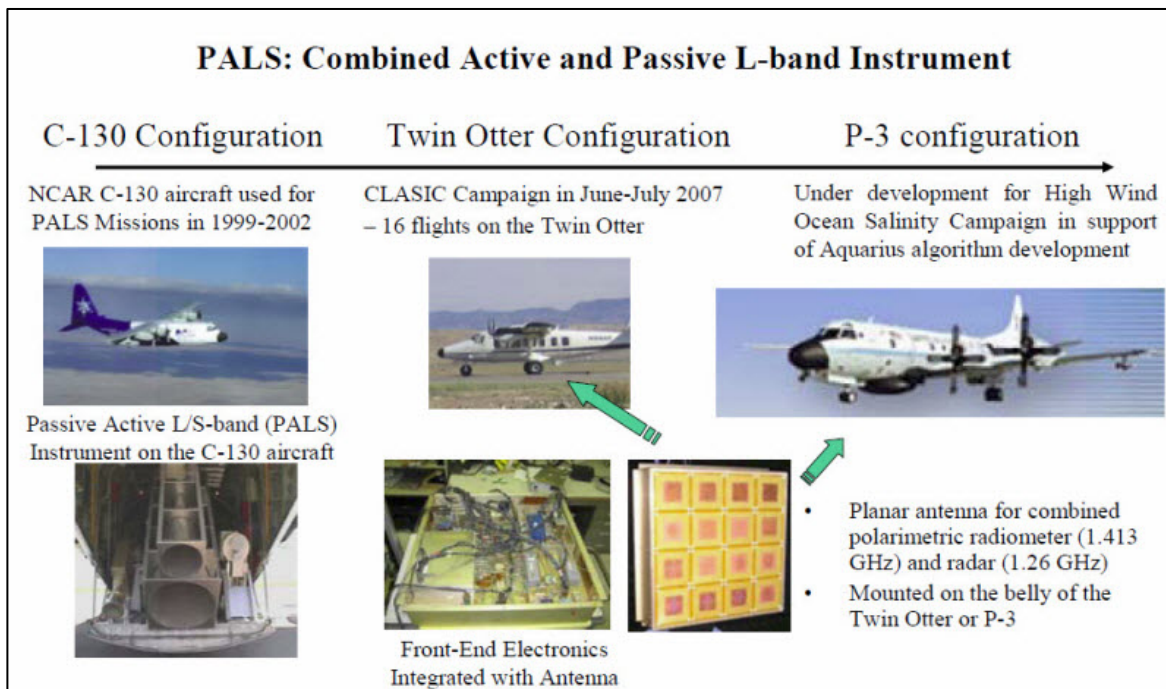 PALS: Combined Active and Passive L-band Instrument
C-130 Configuration
Twin Otter Configuration
P-3 configuration
NCAR C-130 aircraft used for
PALS Missions in 1999-2002
CLASIC Campaign in June-July 2007
– 16 flights on the Twin Otter
Under development for High Wind
Ocean Salinity Campaign in support
of Aquarius algorithm development
Passive Active L/S-band (PALS)
Instrument on the C-130 aircraft
Front-End Electronics
Integrated with Antenna
• Planar antenna for combined
polarimetric radiometer (1.413
GHz) and radar (1.26 GHz)
• Mounted on the belly of the
Twin Otter or P-3